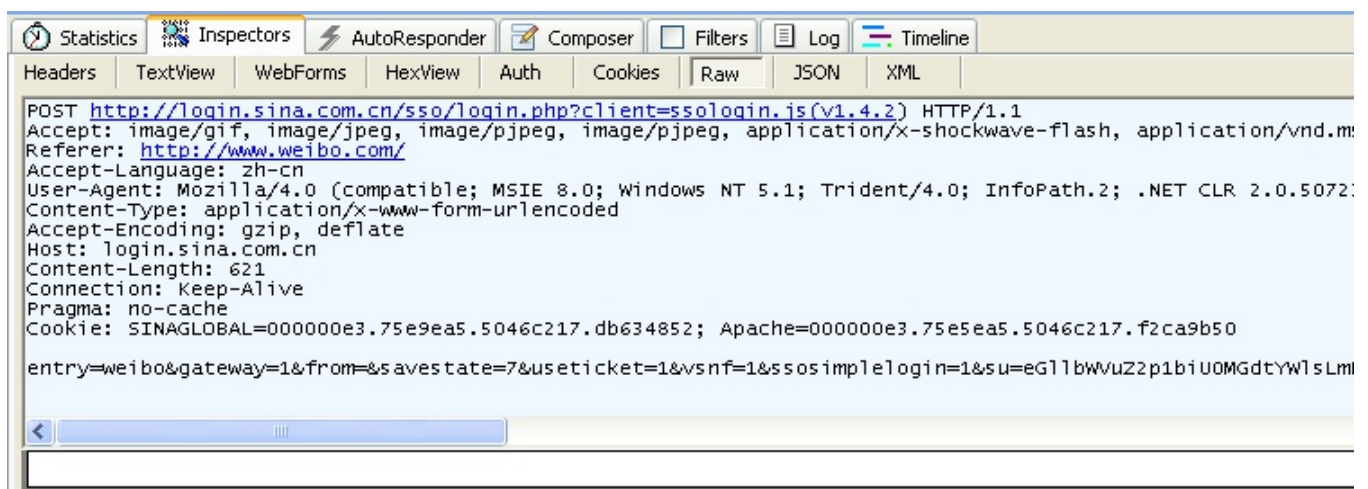 Statistics Inspectors AutoResponder Composer Filters Log Timeline
Headers TextView WebForms HexView Auth Cookies Raw JSON XML
POST http://login.sina.com.cn/sso/login.php?client=ssologin.js(v1.4.2) HTTP/1.1
Accept: image/gif, image/jpeg, image/pjpeg, image/pjpeg, application/x-shockwave-flash, application/vnd.ms
Referer: http://www.weibo.com/
Accept-Language: zh-cn
User-Agent: Mozilla/4.0 (compatible; MSIE 8.0; Windows NT 5.1; Trident/4.0; InfoPath.2; .NET CLR 2.0.50727
Content-Type: application/x-www-form-urlencoded
Accept-Encoding: gzip, deflate
Host: login.sina.com.cn
Content-Length: 621
Connection: Keep-Alive
Pragma: no-cache
Cookie: SINAGLOBAL=000000e3.75e9ea5.5046c217.db634852; Apache=000000e3.75e5ea5.5046c217.f2ca9b50
entry=weibo&gateway=1&from=&savestate=7&useticket=1&vsnf=1&ssosimplelogin=1&su=eGllbWVuZ2p1biU0MGdtYWlsLm